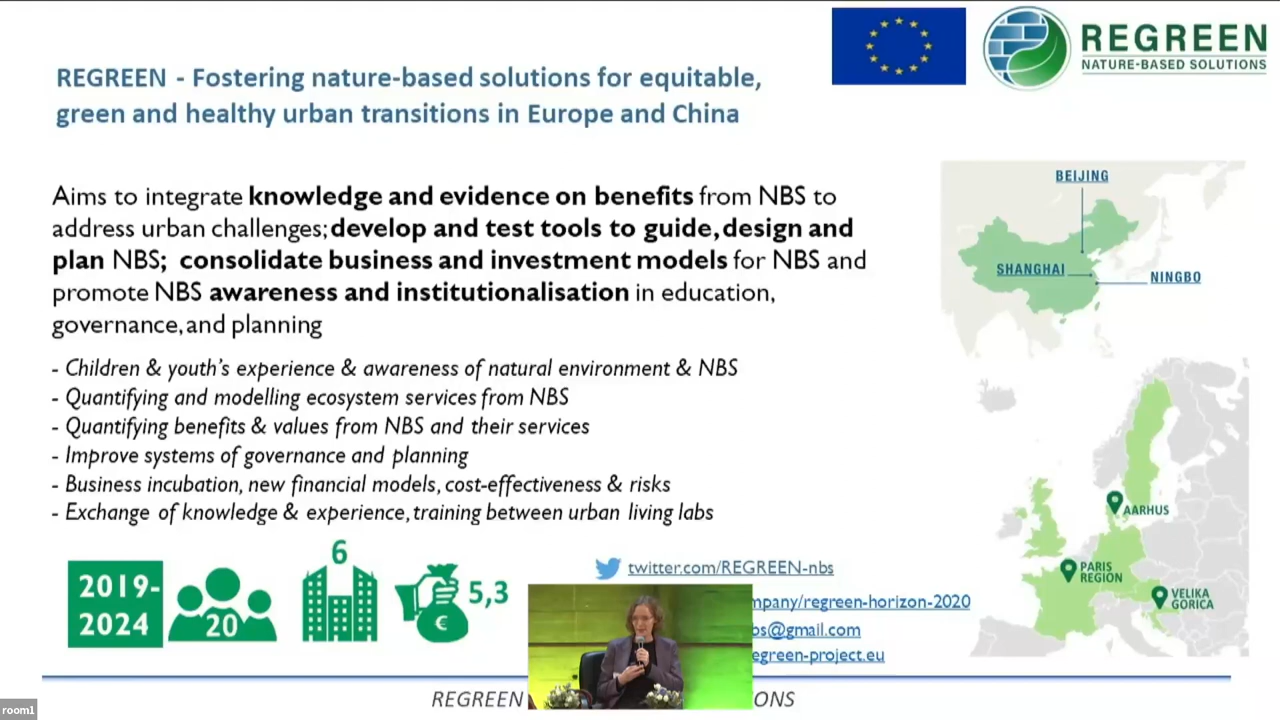 REGREEN
NATURE-BASED SOLUTIONS
REGREEN - Fostering nature-based solutions for equitable,
green and healthy urban transitions in Europe and China
Aims to integrate knowledge and evidence on benefits from NBS to
address urban challenges; develop and test tools to guide, design and
plan NBS; consolidate business and investment models for NBS and
promote NBS awareness and institutionalisation in education,
governance, and planning
- Children & youth's experience & awareness of natural environment & NBS
- Quantifying and modelling ecosystem services from NBS
- Quantifying benefits & values from NBS and their services
- Improve systems of governance and planning
- Business incubation, new financial models, cost-effectiveness & risks
- Exchange of knowledge & experience, training between urban living labs
BEIJING
SHANGHAI
NINGBO
AARHUS
PARIS
REGION
VELIKA
GORICA
2019-
2024
20
6
€
5,3
twitter.com/REGREEN-nbs
mpany/regreen-horizon-2020
bs@gmail.com
egreen-project.eu
REGREEN
ONS
room1